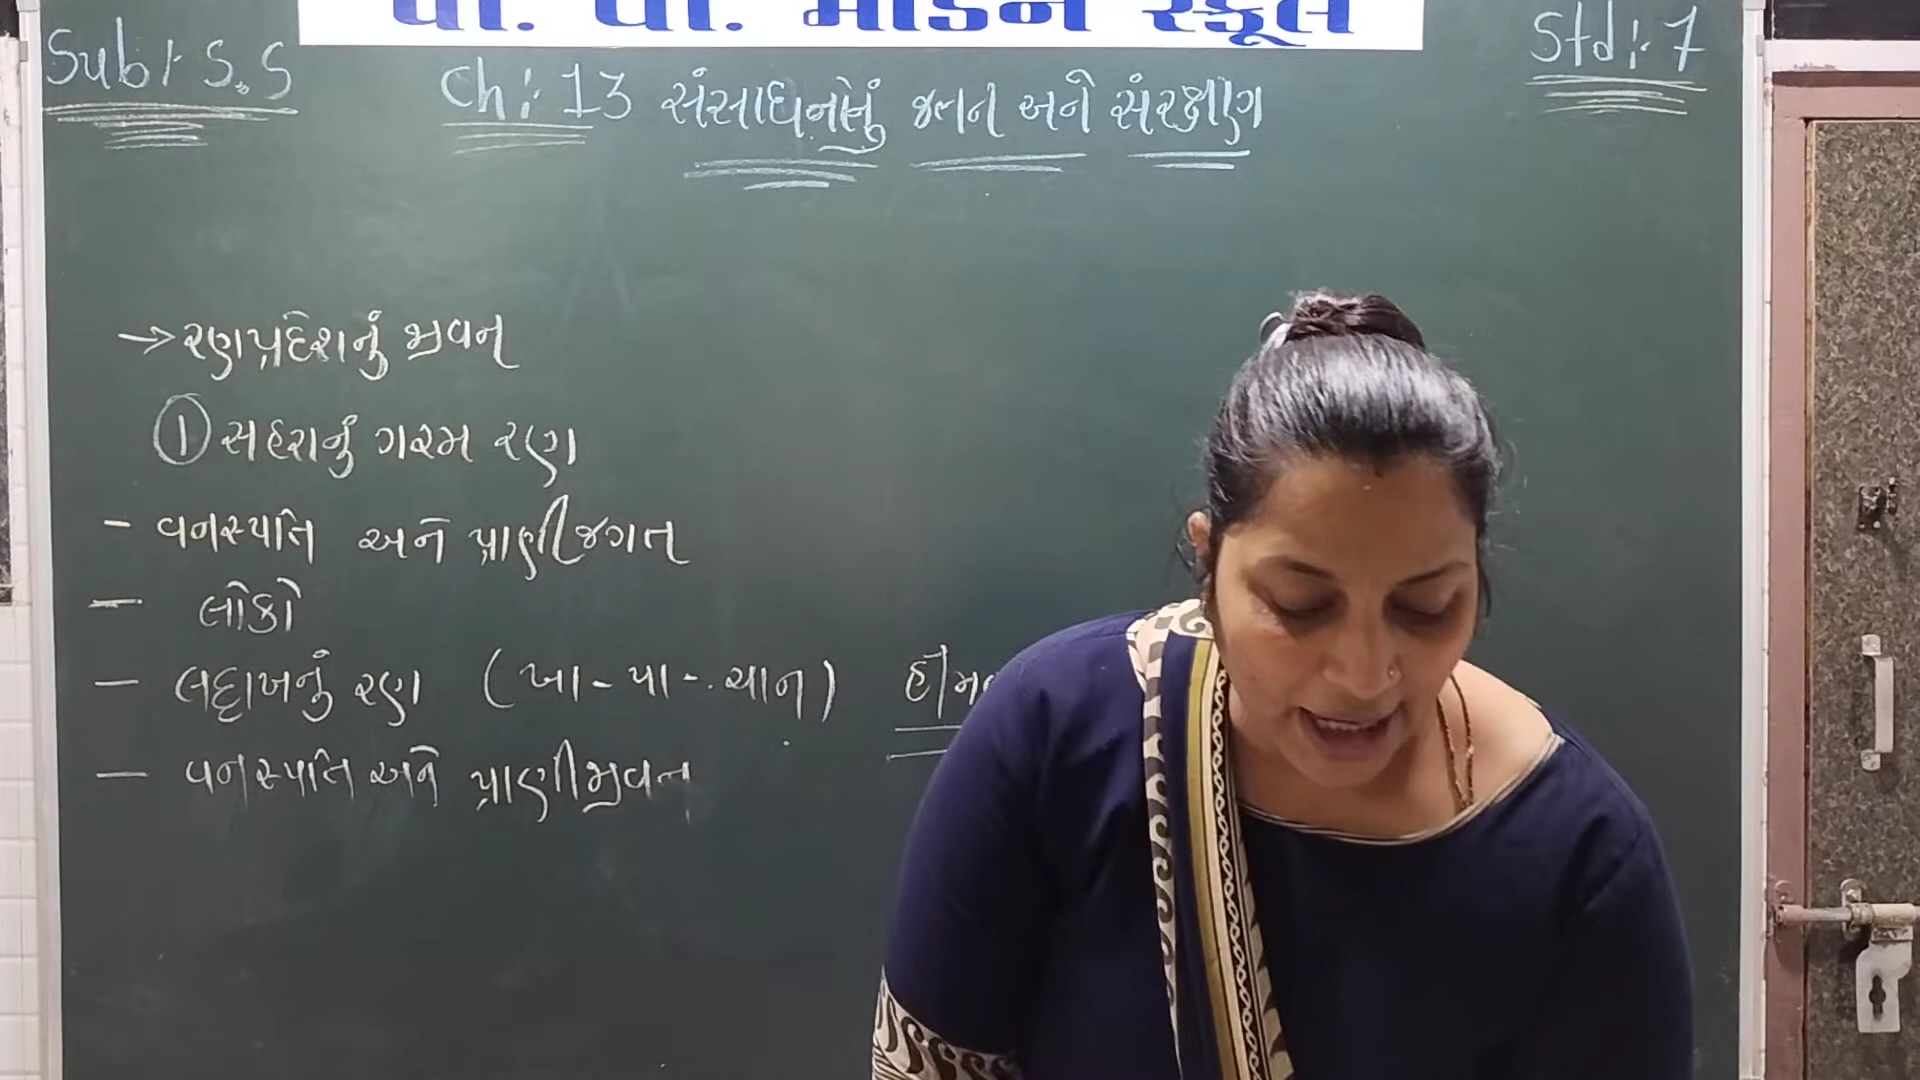 પી. પી. મોડર્ન સ્કૂલ
Sub:- S.S
Ch:- 13 સંસાધનોનું જતન અને સંરક્ષણ
Std:- 7
→ રણપ્રદેશનું જીવન
① સહરાનું ગરમ રણ
- વનસ્પતિ અને પ્રાણીજગત
- લોકો
- લદ્દાખનું રણ (ખા-પા-ચાન)
- વનસ્પતિ અને પ્રાણીજીવન